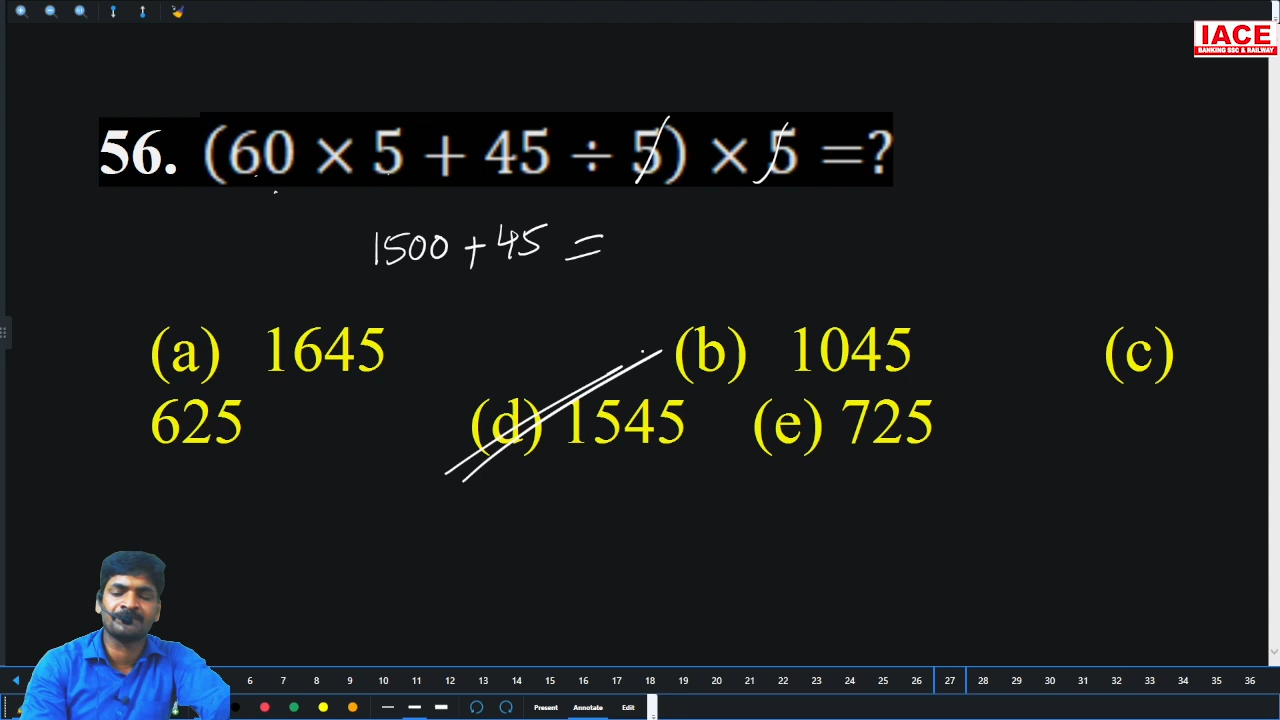 IACE
BANKING SSC & RAILWAY
56. (60 × 5 + 45 ÷ 5) × 5 =?
1500 + 45 =
(a) 1645 (b) 1045 (c)
625 (d) 1545 (e) 725
6 7 8 9 10 11 12 13 14 15 16 17 18 19 20 21 22 23 24 25 26 27 28 29 30 31 32 33 34 35 36
Present Annotate Edit